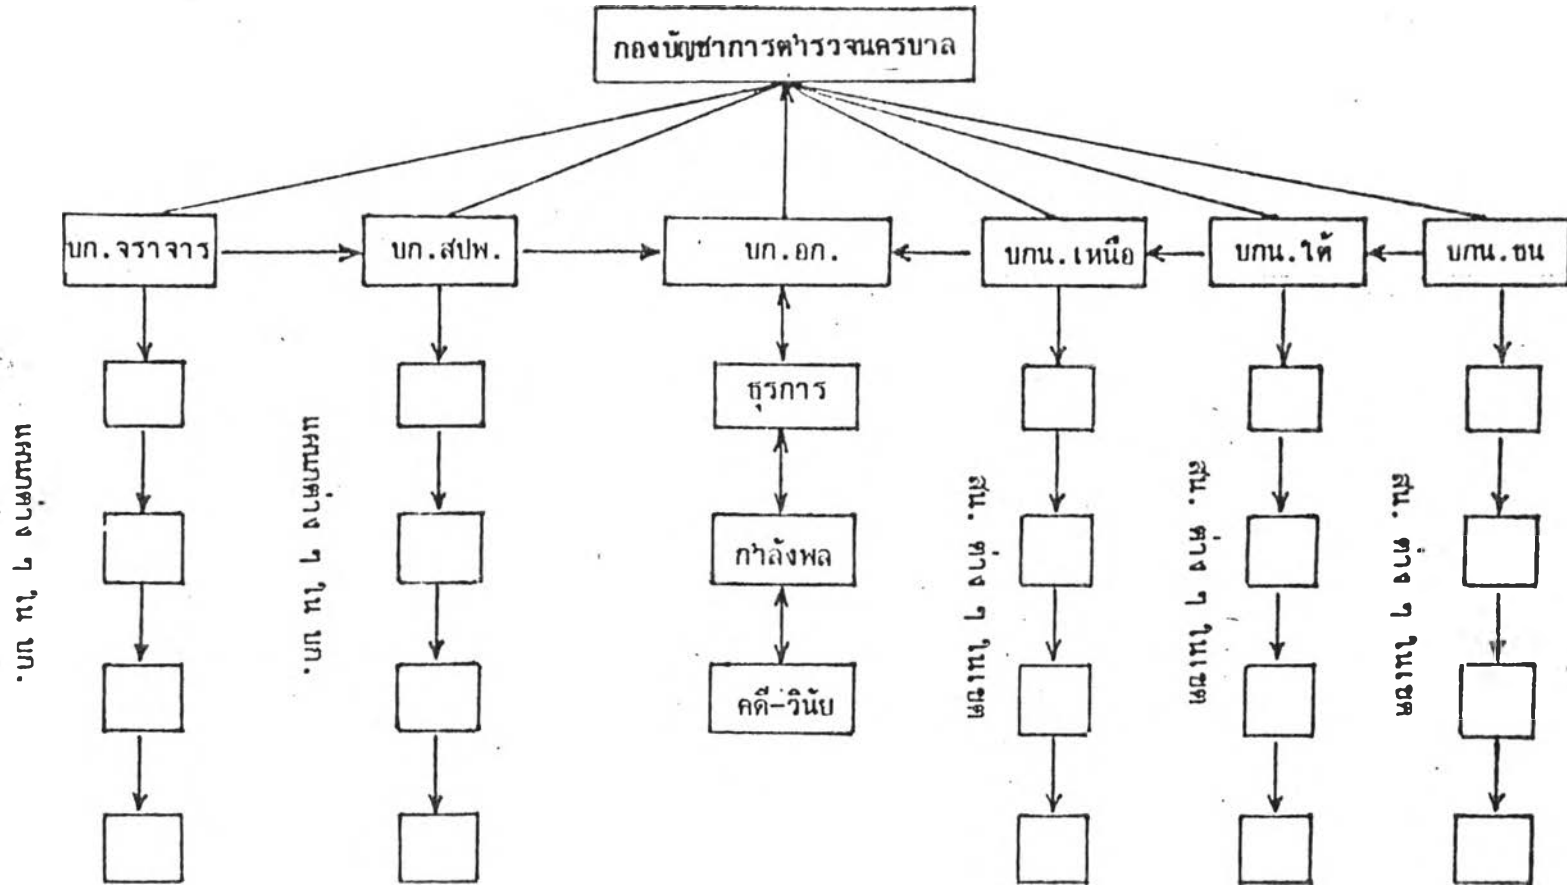 กองบัญชาการตำรวจนครบาล
บก.จราจร
บก.สปพ.
บก.อก.
บกน.เหนือ
บกน.ใต้
บกน.ธน
ธุรการ
กำลังพล
คดี-วินัย
แผนกต่าง ๆ ใน บก.
แผนกต่าง ๆ ใน บก.
สน. ต่าง ๆ ในเขต
สน. ต่าง ๆ ในเขต
สน. ต่าง ๆ ในเขต